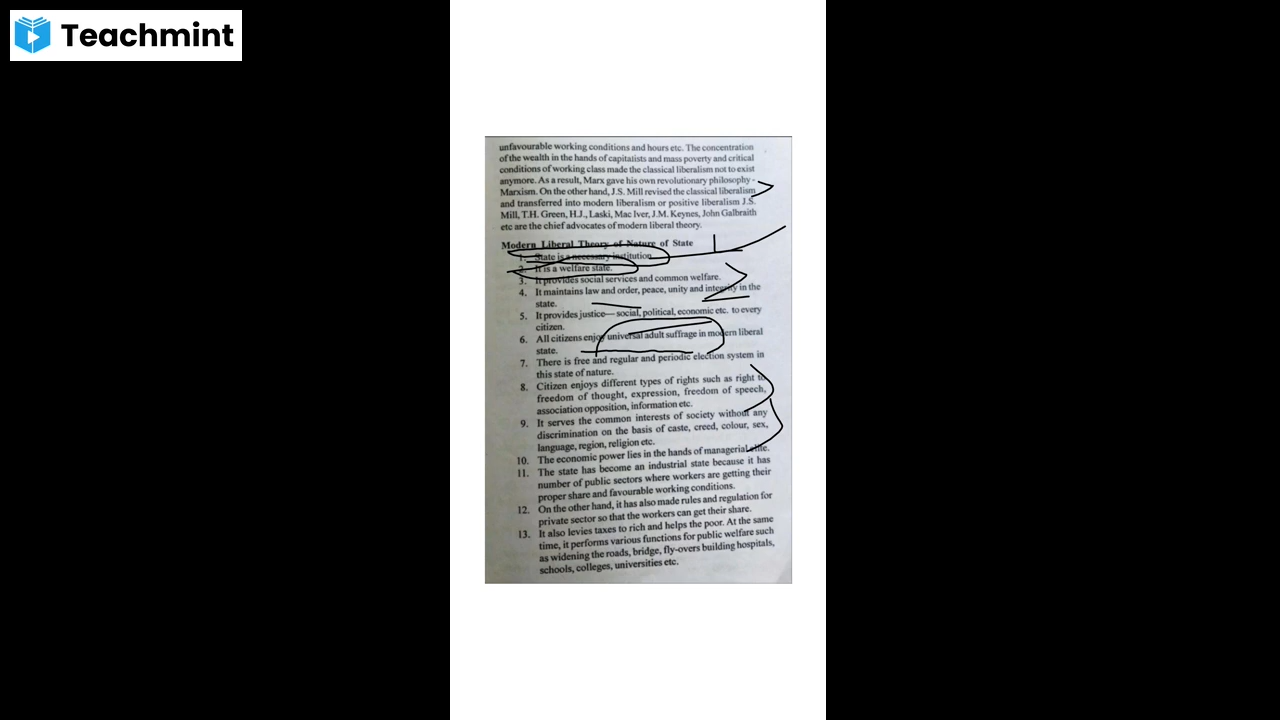 Teachmint
unfavourable working conditions and hours etc. The concentration
of the wealth in the hands of capitalists and mass poverty and critical
conditions of working class made the classical liberalism not to exist
anymore. As a result, Marx gave his own revolutionary philosophy -
Marxism. On the other hand, J.S. Mill revised the classical liberalism
and transferred into modern liberalism or positive liberalism J.S.
Mill, T.H. Green, H.J., Laski, Mac Iver, J.M. Keynes, John Galbraith
etc are the chief advocates of modern liberal theory.
Modern Liberal Theory of Nature of State
1. State is a necessary institution.
2. It is a welfare state.
3. It provides social services and common welfare.
4. It maintains law and order, peace, unity and integrity in the
state.
5. It provides justice— social, political, economic etc. to every
citizen.
6. All citizens enjoy universal adult suffrage in modern liberal
state.
7. There is free and regular and periodic election system in
this state of nature.
8. Citizen enjoys different types of rights such as right to
freedom of thought, expression, freedom of speech,
association opposition, information etc.
9. It serves the common interests of society without any
discrimination on the basis of caste, creed, colour, sex,
language, region, religion etc.
10. The economic power lies in the hands of managerial elite.
11. The state has become an industrial state because it has
number of public sectors where workers are getting their
proper share and favourable working conditions.
12. On the other hand, it has also made rules and regulation for
private sector so that the workers can get their share.
13. It also levies taxes to rich and helps the poor. At the same
time, it performs various functions for public welfare such
as widening the roads, bridge, fly-overs building hospitals,
schools, colleges, universities etc.